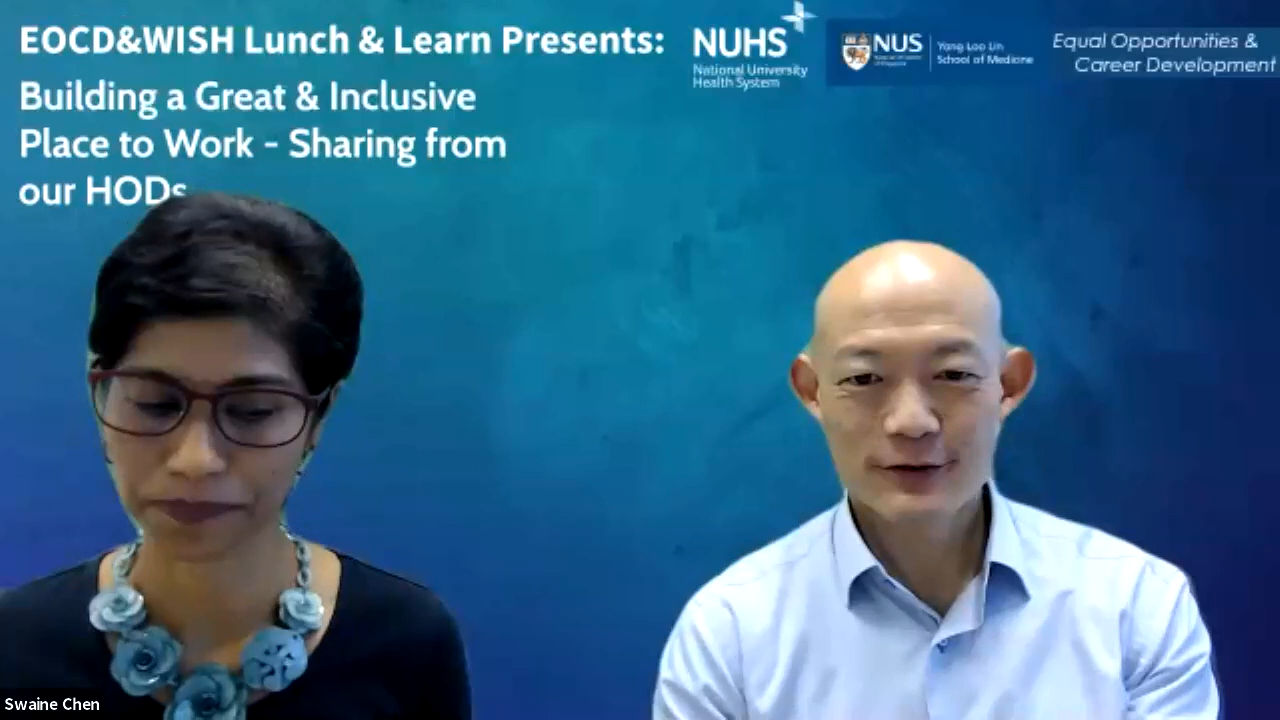 EOCD&WISH Lunch & Learn Presents:
Building a Great & Inclusive
Place to Work - Sharing from
our HODs
NUHS
National University
Health System
NUS
Yong Loo Lin
School of Medicine
Equal Opportunities &
Career Development
Swaine Chen